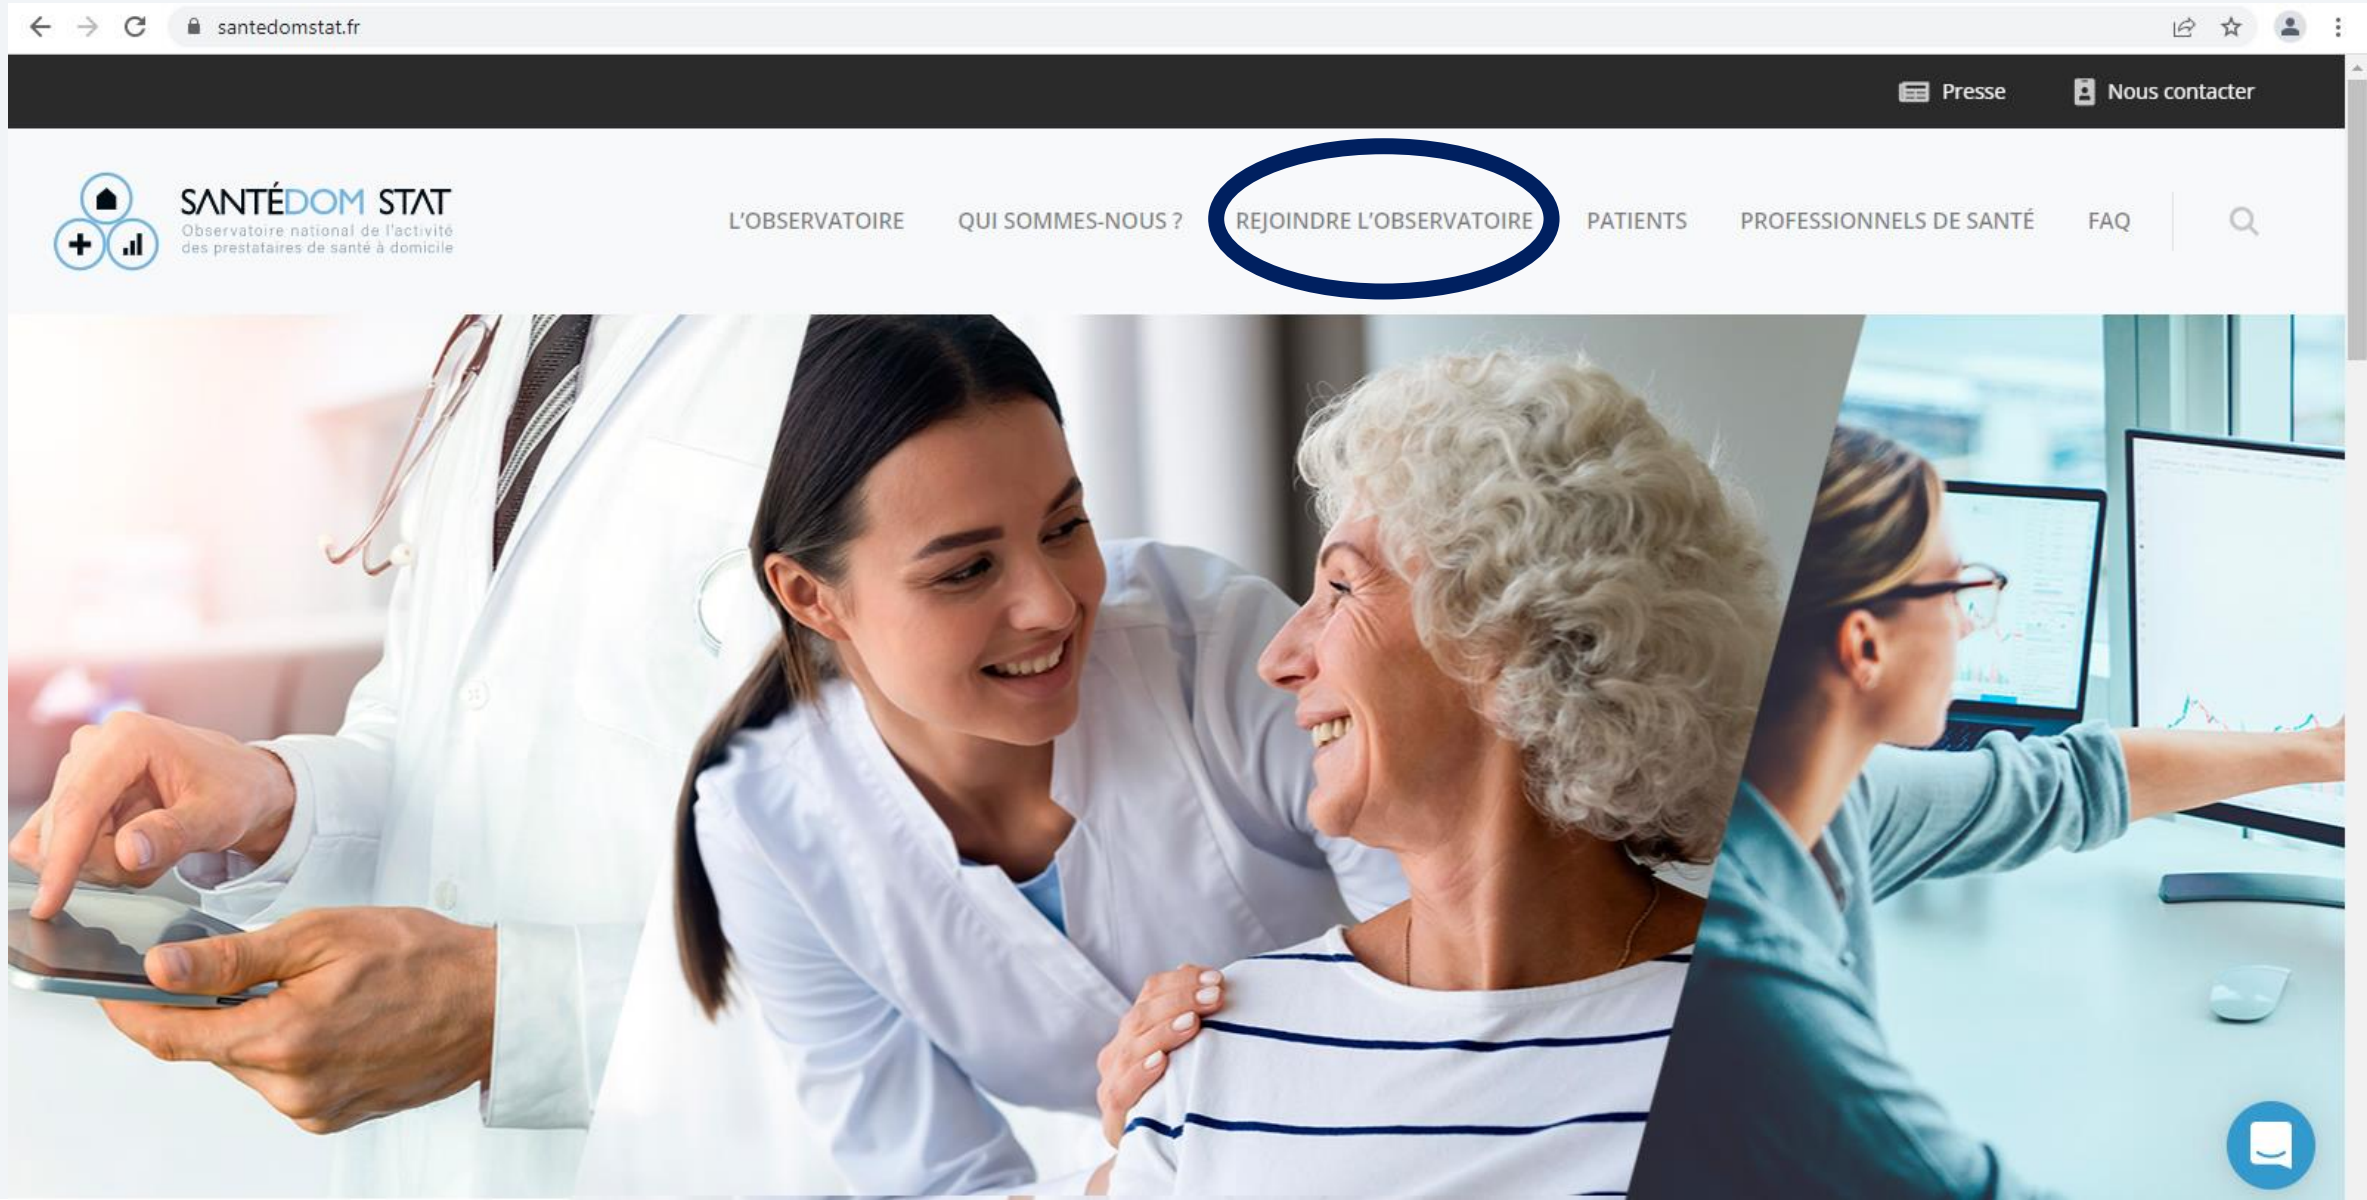 santedomstat.fr
Presse
Nous contacter
SANTÉDOM STAT
Observatoire national de l'activité
des prestataires de santé à domicile
L'OBSERVATOIRE
QUI SOMMES-NOUS ?
REJOINDRE L'OBSERVATOIRE
PATIENTS
PROFESSIONNELS DE SANTÉ
FAQ